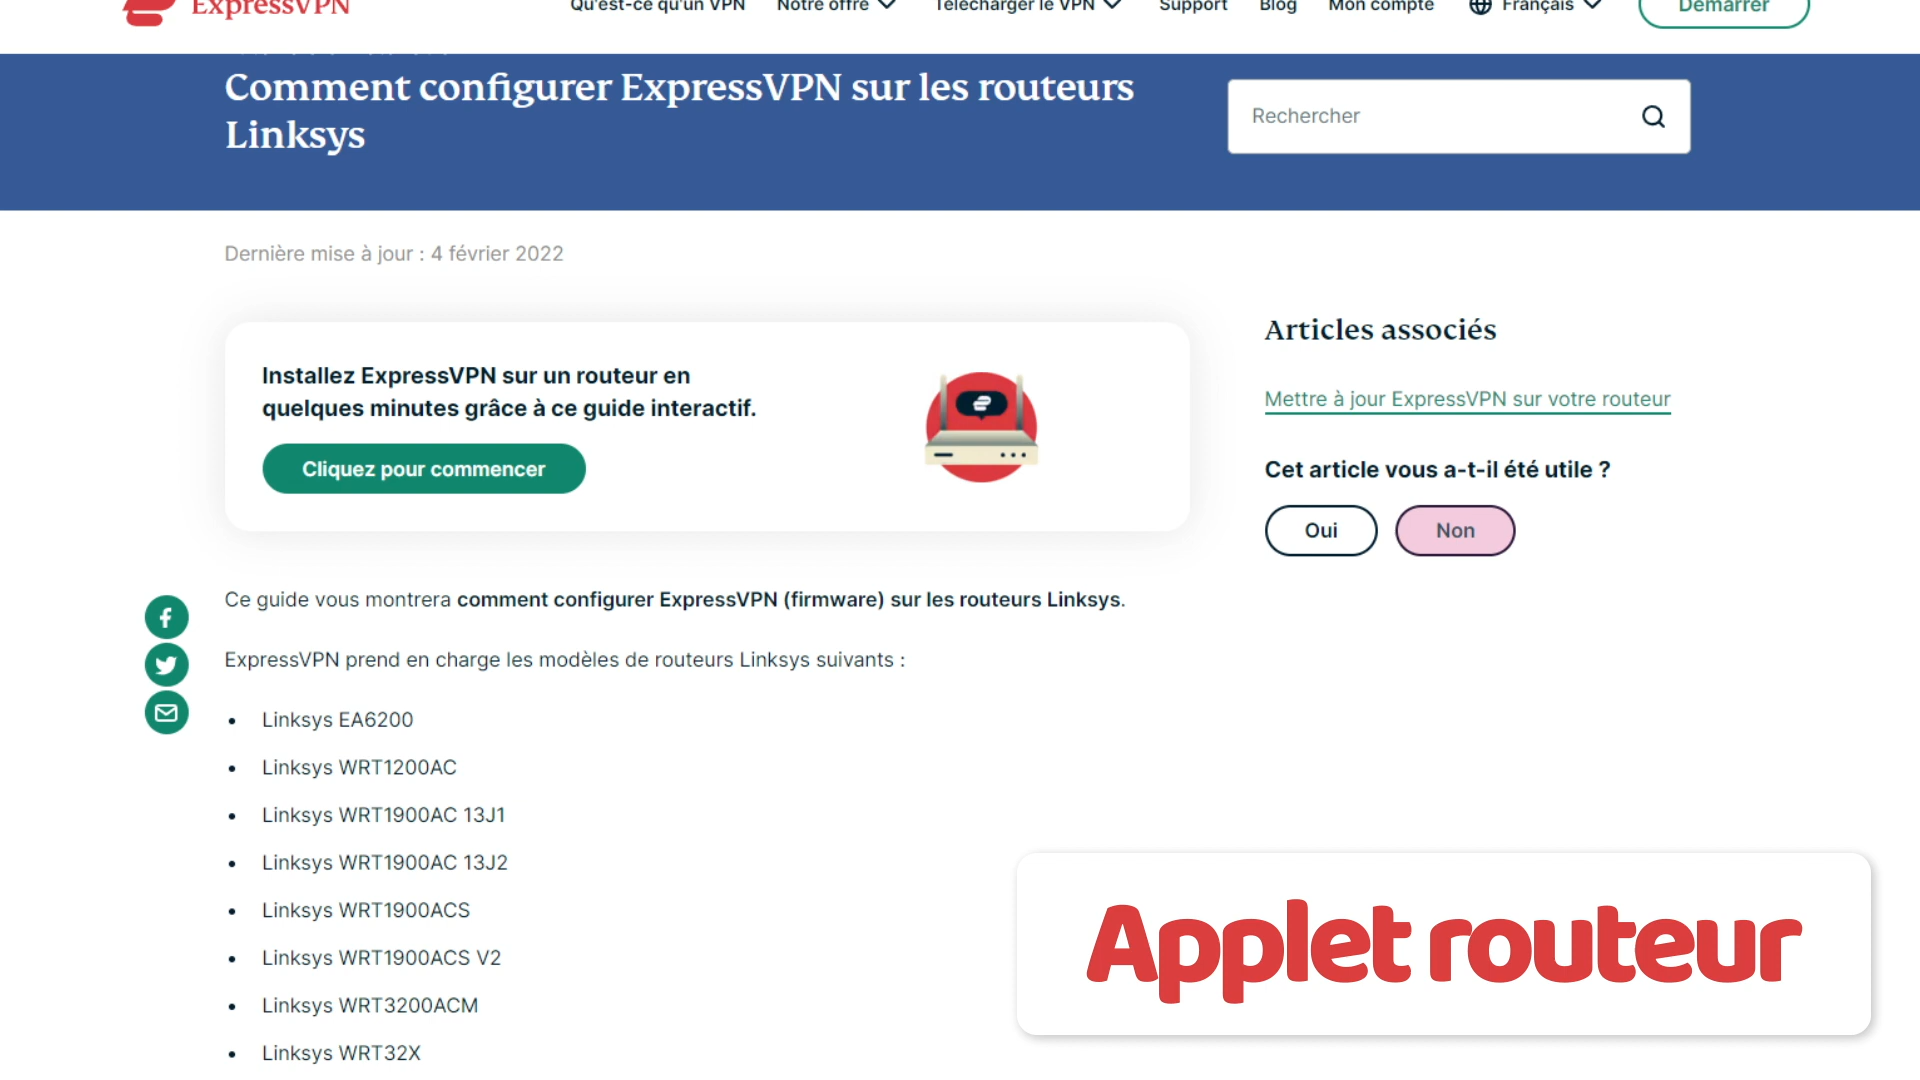 ExpressVPN
Qu'est-ce qu'un VPN Notre offre Télécharger le VPN Support Blog Mon compte Français Démarrer
Comment configurer ExpressVPN sur les routeurs
Linksys
Rechercher
Dernière mise à jour : 4 février 2022
Installez ExpressVPN sur un routeur en
quelques minutes grâce à ce guide interactif.
Cliquez pour commencer
Articles associés
Mettre à jour ExpressVPN sur votre routeur
Cet article vous a-t-il été utile ?
Oui Non
Ce guide vous montrera comment configurer ExpressVPN (firmware) sur les routeurs Linksys.
ExpressVPN prend en charge les modèles de routeurs Linksys suivants :
• Linksys EA6200
• Linksys WRT1200AC
• Linksys WRT1900AC 13J1
• Linksys WRT1900AC 13J2
• Linksys WRT1900ACS
• Linksys WRT1900ACS V2
• Linksys WRT3200ACM
• Linksys WRT32X
Applet routeur